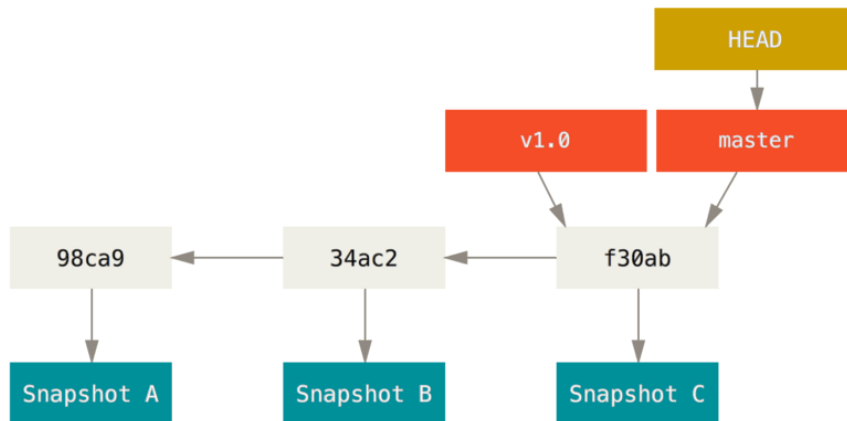 HEAD
v1.0
master
98ca9
34ac2
f30ab
Snapshot A
Snapshot B
Snapshot C